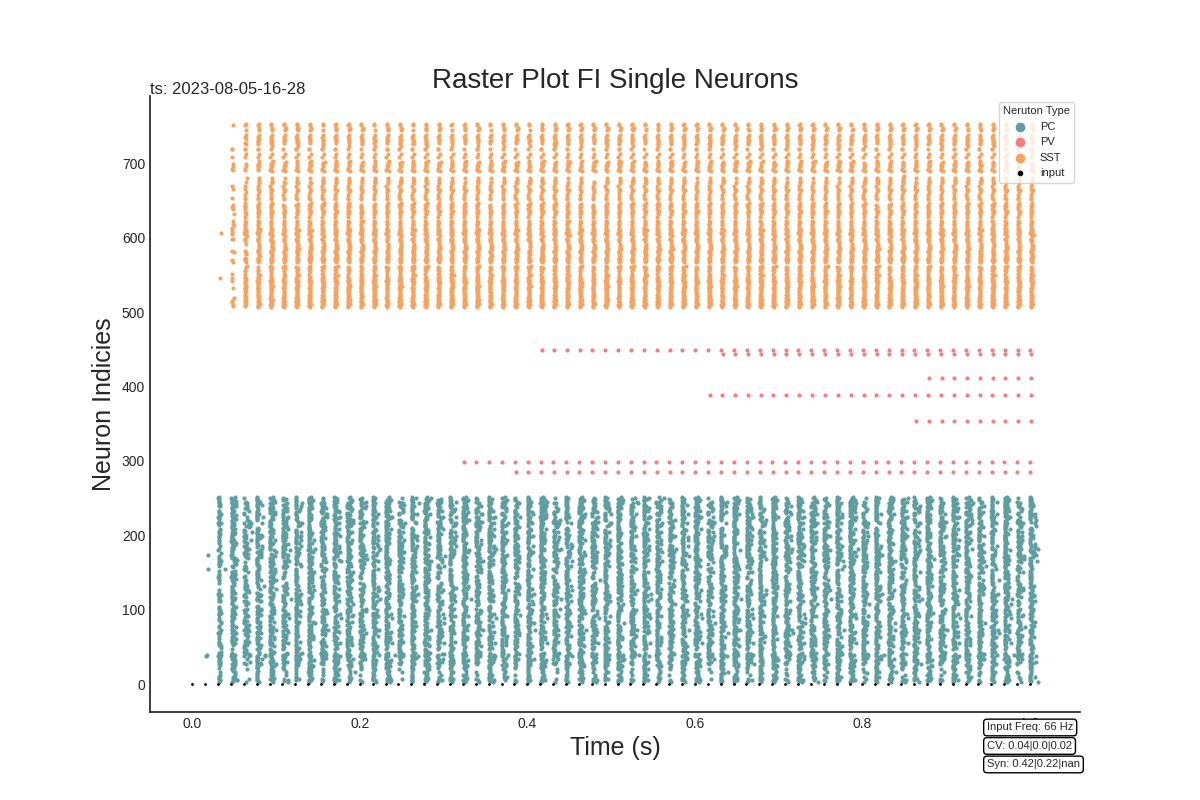 Raster Plot FI Single Neurons
ts: 2023-08-05-16-28
Neruton Type
PC
PV
SST
input
Neuron Indicies
700
600
500
400
300
200
100
0
0.0 0.2 0.4 0.6 0.8
Time (s)
Input Freq: 66 Hz
CV: 0.04|0.0|0.02
Syn: 0.42|0.22|nan